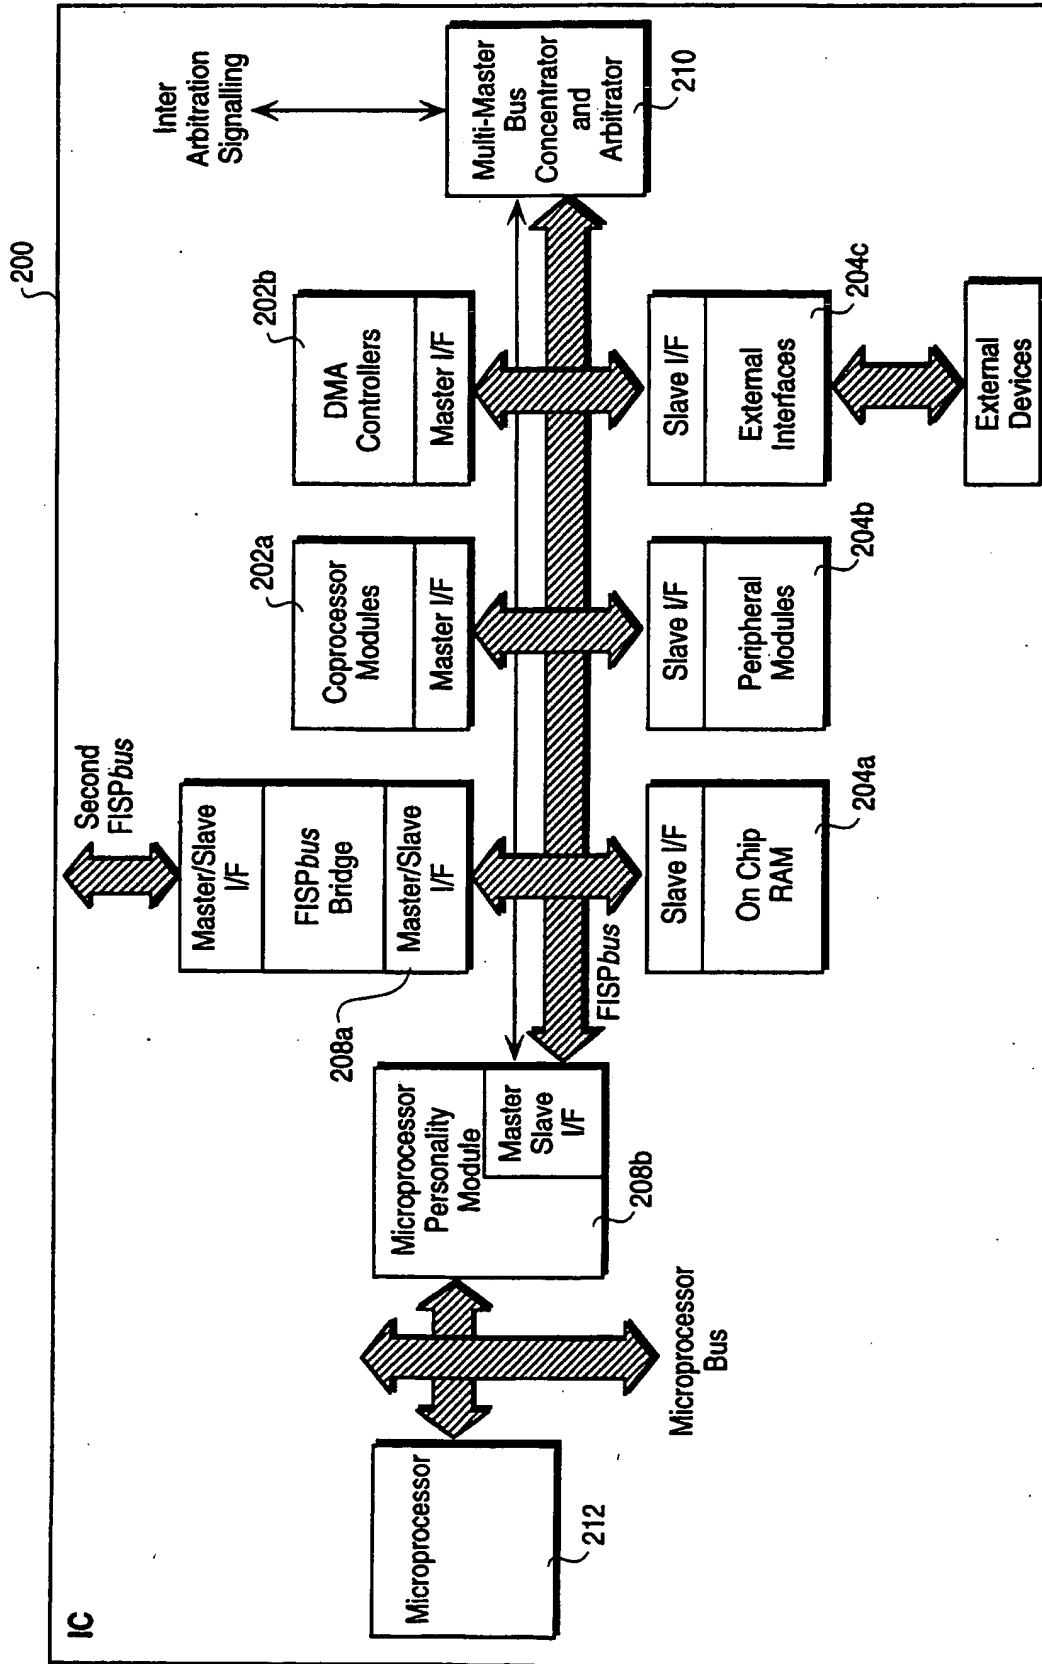 IC
200
Microprocessor
212
Microprocessor
Bus
Microprocessor
Personality
Module
Master
Slave
I/F
208b
Second
FISPbus
Master/Slave
I/F
FISPbus
Bridge
Master/Slave
I/F
208a
FISPbus
Slave I/F
On Chip
RAM
204a
202a
Coprocessor
Modules
Master I/F
Slave I/F
Peripheral
Modules
204b
202b
DMA
Controllers
Master I/F
Slave I/F
External
Interfaces
204c
External
Devices
Inter
Arbitration
Signalling
Multi-Master
Bus
Concentrator
and
Arbitrator
210